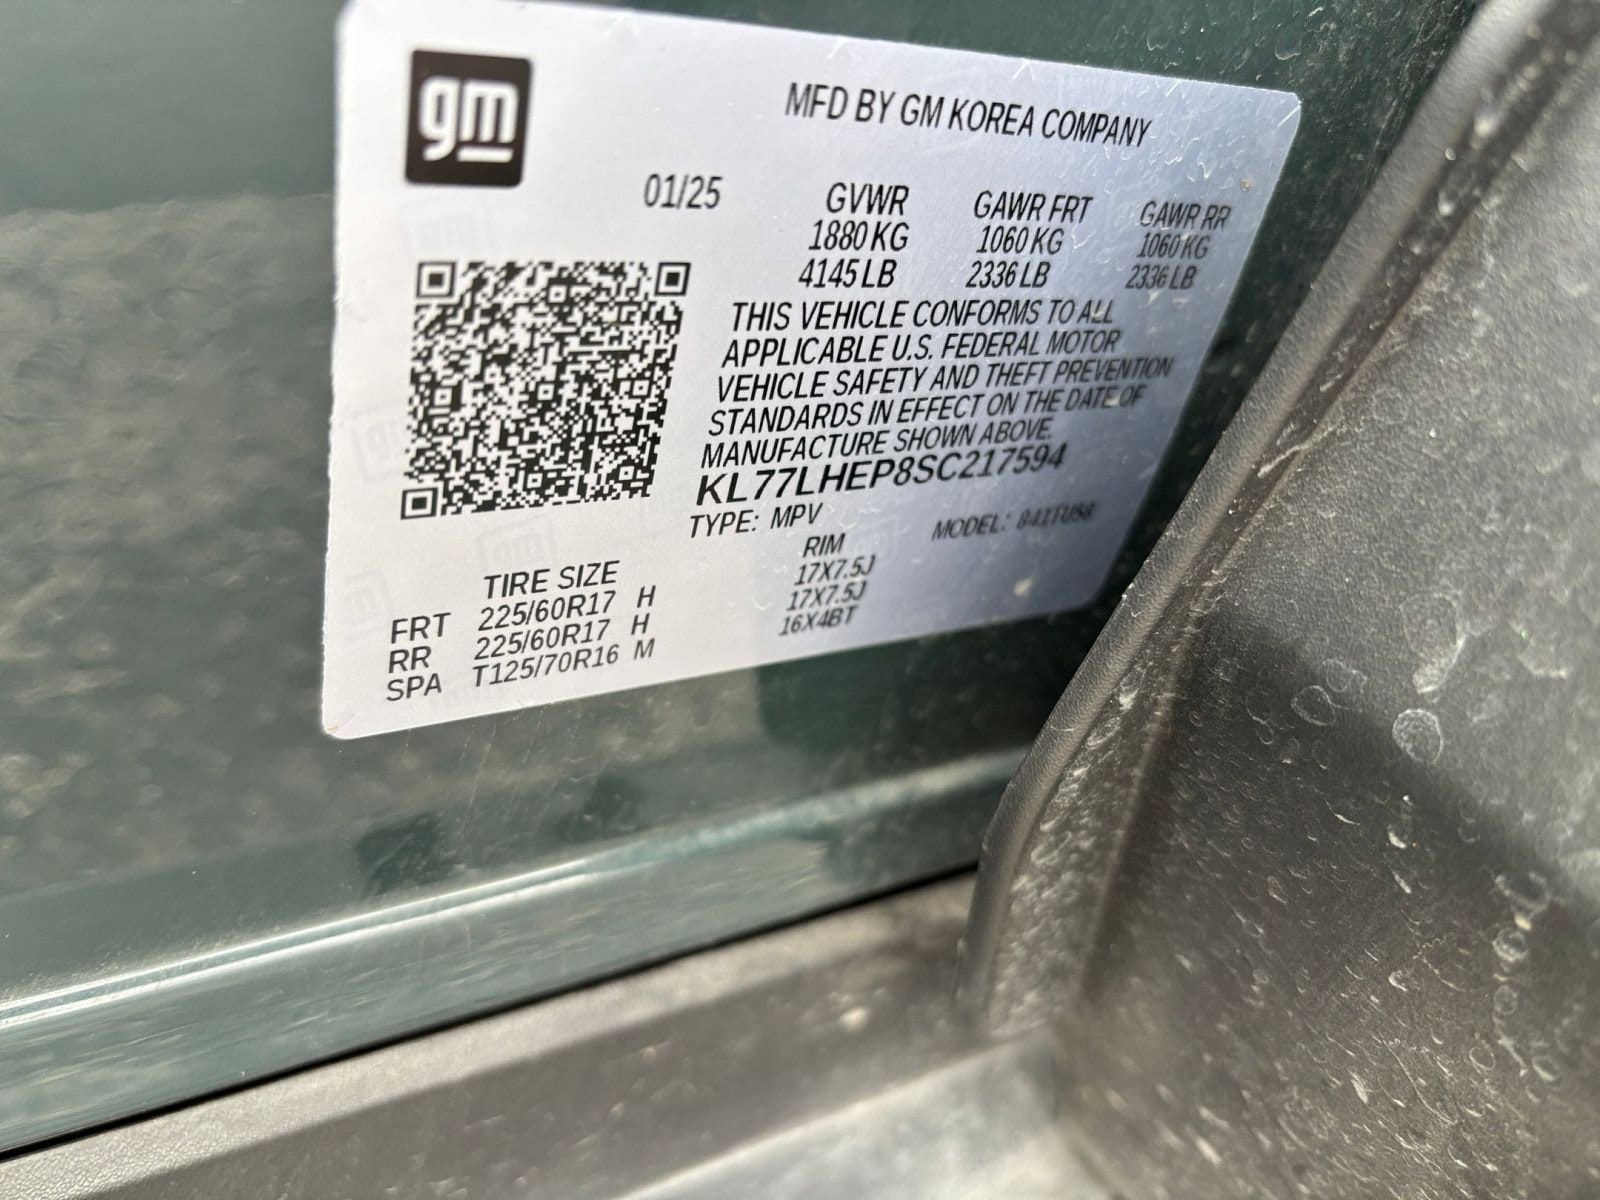 gm
MFD BY GM KOREA COMPANY
01/25
GVWR GAWR FRT GAWR RR
1880 KG 1060 KG 1060 KG
4145 LB 2336 LB 2336 LB
THIS VEHICLE CONFORMS TO ALL
APPLICABLE U.S. FEDERAL MOTOR
VEHICLE SAFETY AND THEFT PREVENTION
STANDARDS IN EFFECT ON THE DATE OF
MANUFACTURE SHOWN ABOVE.
KL77LHEP8SC217594
TYPE: MPV MODEL:
TIRE SIZE RIM
FRT 225/60R17 H 17X7.5J
RR 225/60R17 H 17X7.5J
SPA T125/70R16 M 16X4BT